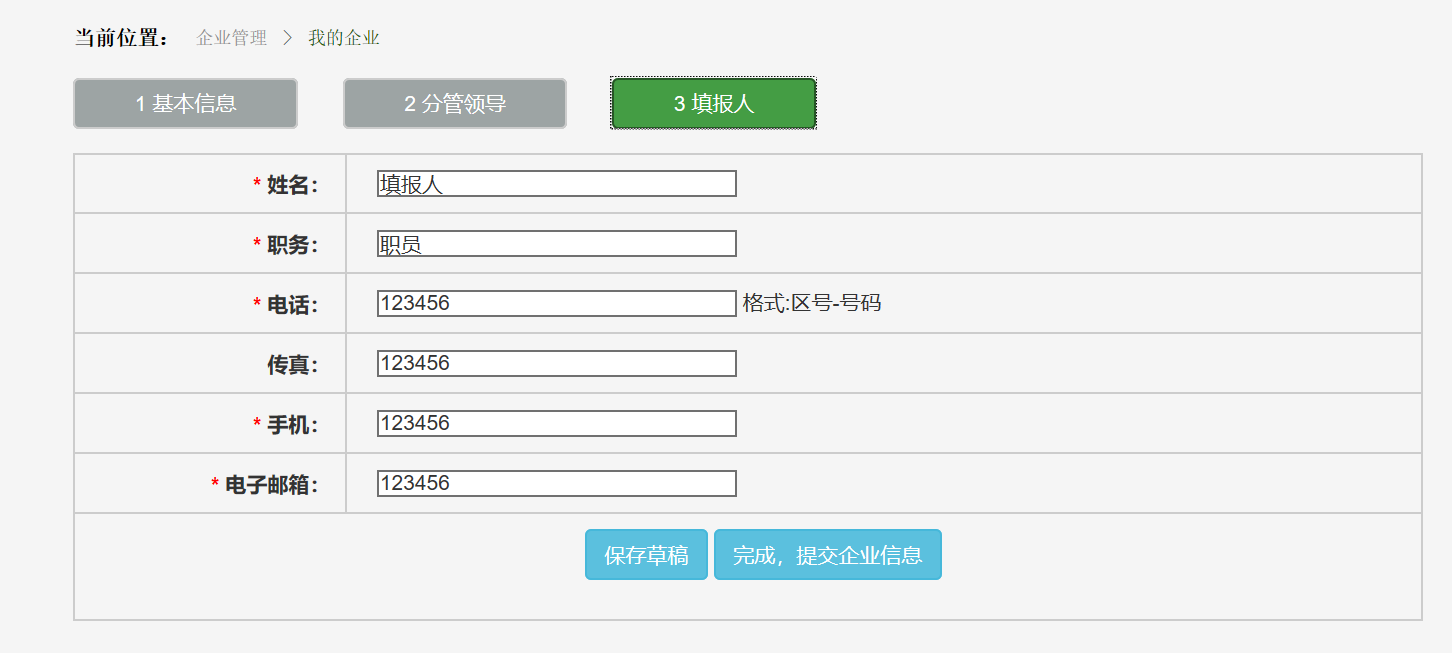 当前位置： 企业管理 > 我的企业
1 基本信息 2 分管领导 3 填报人
* 姓名： 填报人
* 职务： 职员
* 电话： 123456 格式:区号-号码
传真： 123456
* 手机： 123456
* 电子邮箱： 123456
保存草稿 完成，提交企业信息